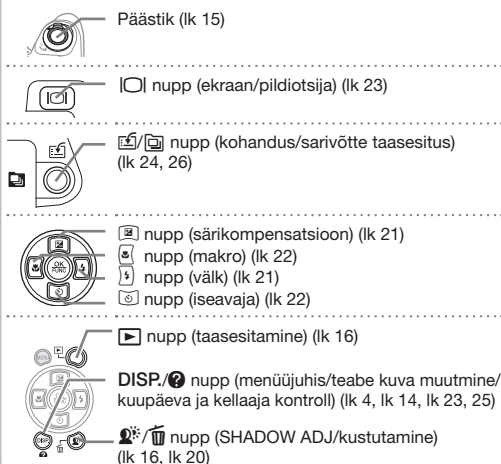 Päästik (lk 15)
nupp (ekraan/pildiotsija) (lk 23)
nupp (kohandus/sarivõtte taasesitus)
(lk 24, 26)
nupp (särikompensatsioon) (lk 21)
nupp (makro) (lk 22)
nupp (välk) (lk 21)
nupp (iseavaja) (lk 22)
OK
FUNC
nupp (taasesitamine) (lk 16)
MENU
DISP./? nupp (menüüjuhis/teabe kuva muutmine/
kuupäeva ja kellaaja kontroll) (lk 4, lk 14, lk 23, 25)
DISP.
?
/ nupp (SHADOW ADJ/kustutamine)
(lk 16, lk 20)